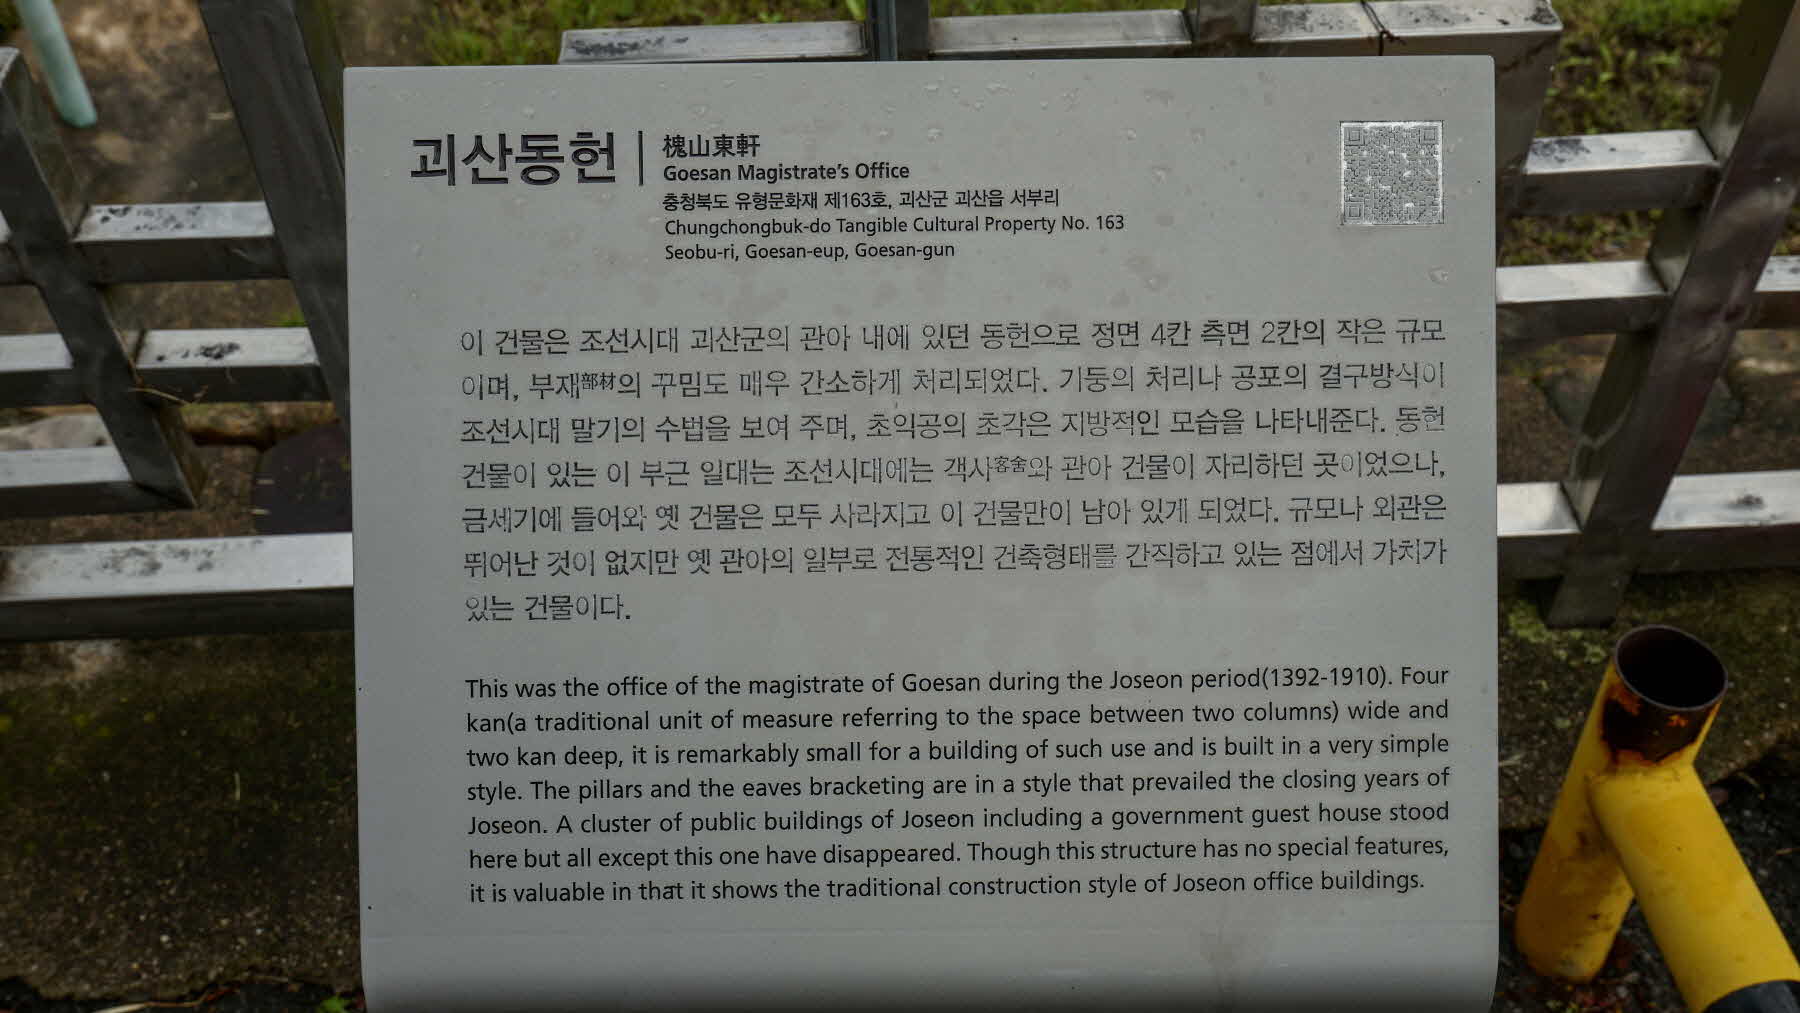 괴산동헌
槐山東軒
Goesan Magistrate's Office
충청북도 유형문화재 제163호, 괴산군 괴산읍 서부리
Chungchongbuk-do Tangible Cultural Property No. 163
Seobu-ri, Goesan-eup, Goesan-gun
이 건물은 조선시대 괴산군의 관아 내에 있던 동헌으로 정면 4칸 측면 2칸의 작은 규모
이며, 부재部材의 꾸밈도 매우 간소하게 처리되었다. 기둥의 처리나 공포의 결구방식이
조선시대 말기의 수법을 보여 주며, 초익공의 초각은 지방적인 모습을 나타내준다. 동헌
건물이 있는 이 부근 일대는 조선시대에는 객사客舍와 관아 건물이 자리하던 곳이었으나,
금세기에 들어와 옛 건물은 모두 사라지고 이 건물만이 남아 있게 되었다. 규모나 외관은
뛰어난 것이 없지만 옛 관아의 일부로 전통적인 건축형태를 간직하고 있는 점에서 가치가
있는 건물이다.
This was the office of the magistrate of Goesan during the Joseon period(1392-1910). Four
kan(a traditional unit of measure referring to the space between two columns) wide and
two kan deep, it is remarkably small for a building of such use and is built in a very simple
style. The pillars and the eaves bracketing are in a style that prevailed the closing years of
Joseon. A cluster of public buildings of Joseon including a government guest house stood
here but all except this one have disappeared. Though this structure has no special features,
it is valuable in that it shows the traditional construction style of Joseon office buildings.